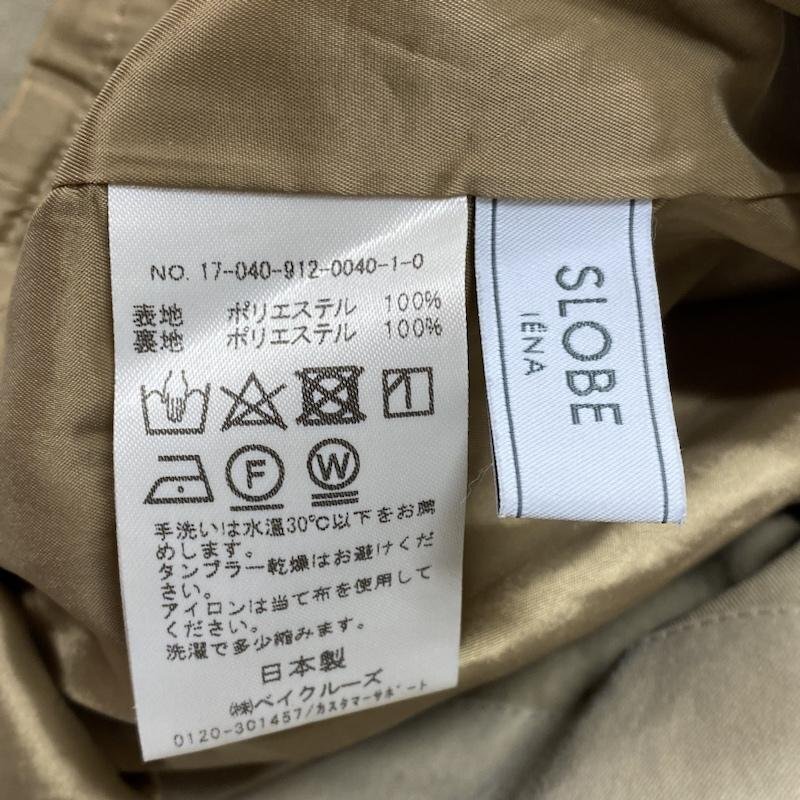 NO. 17-040-912-0040-1-0
表地 ポリエステル 100%
裏地 ポリエステル 100%
F
W
手洗いは水温30℃以下をお薦
めします。
タンブラー乾燥はお避けくだ
さい。
アイロンは当て布を使用して
ください。
洗濯で多少縮みます。
日本製
㈱ベイクルーズ
0120-301457/カスタマーサポート
SLOBE
IÉNA